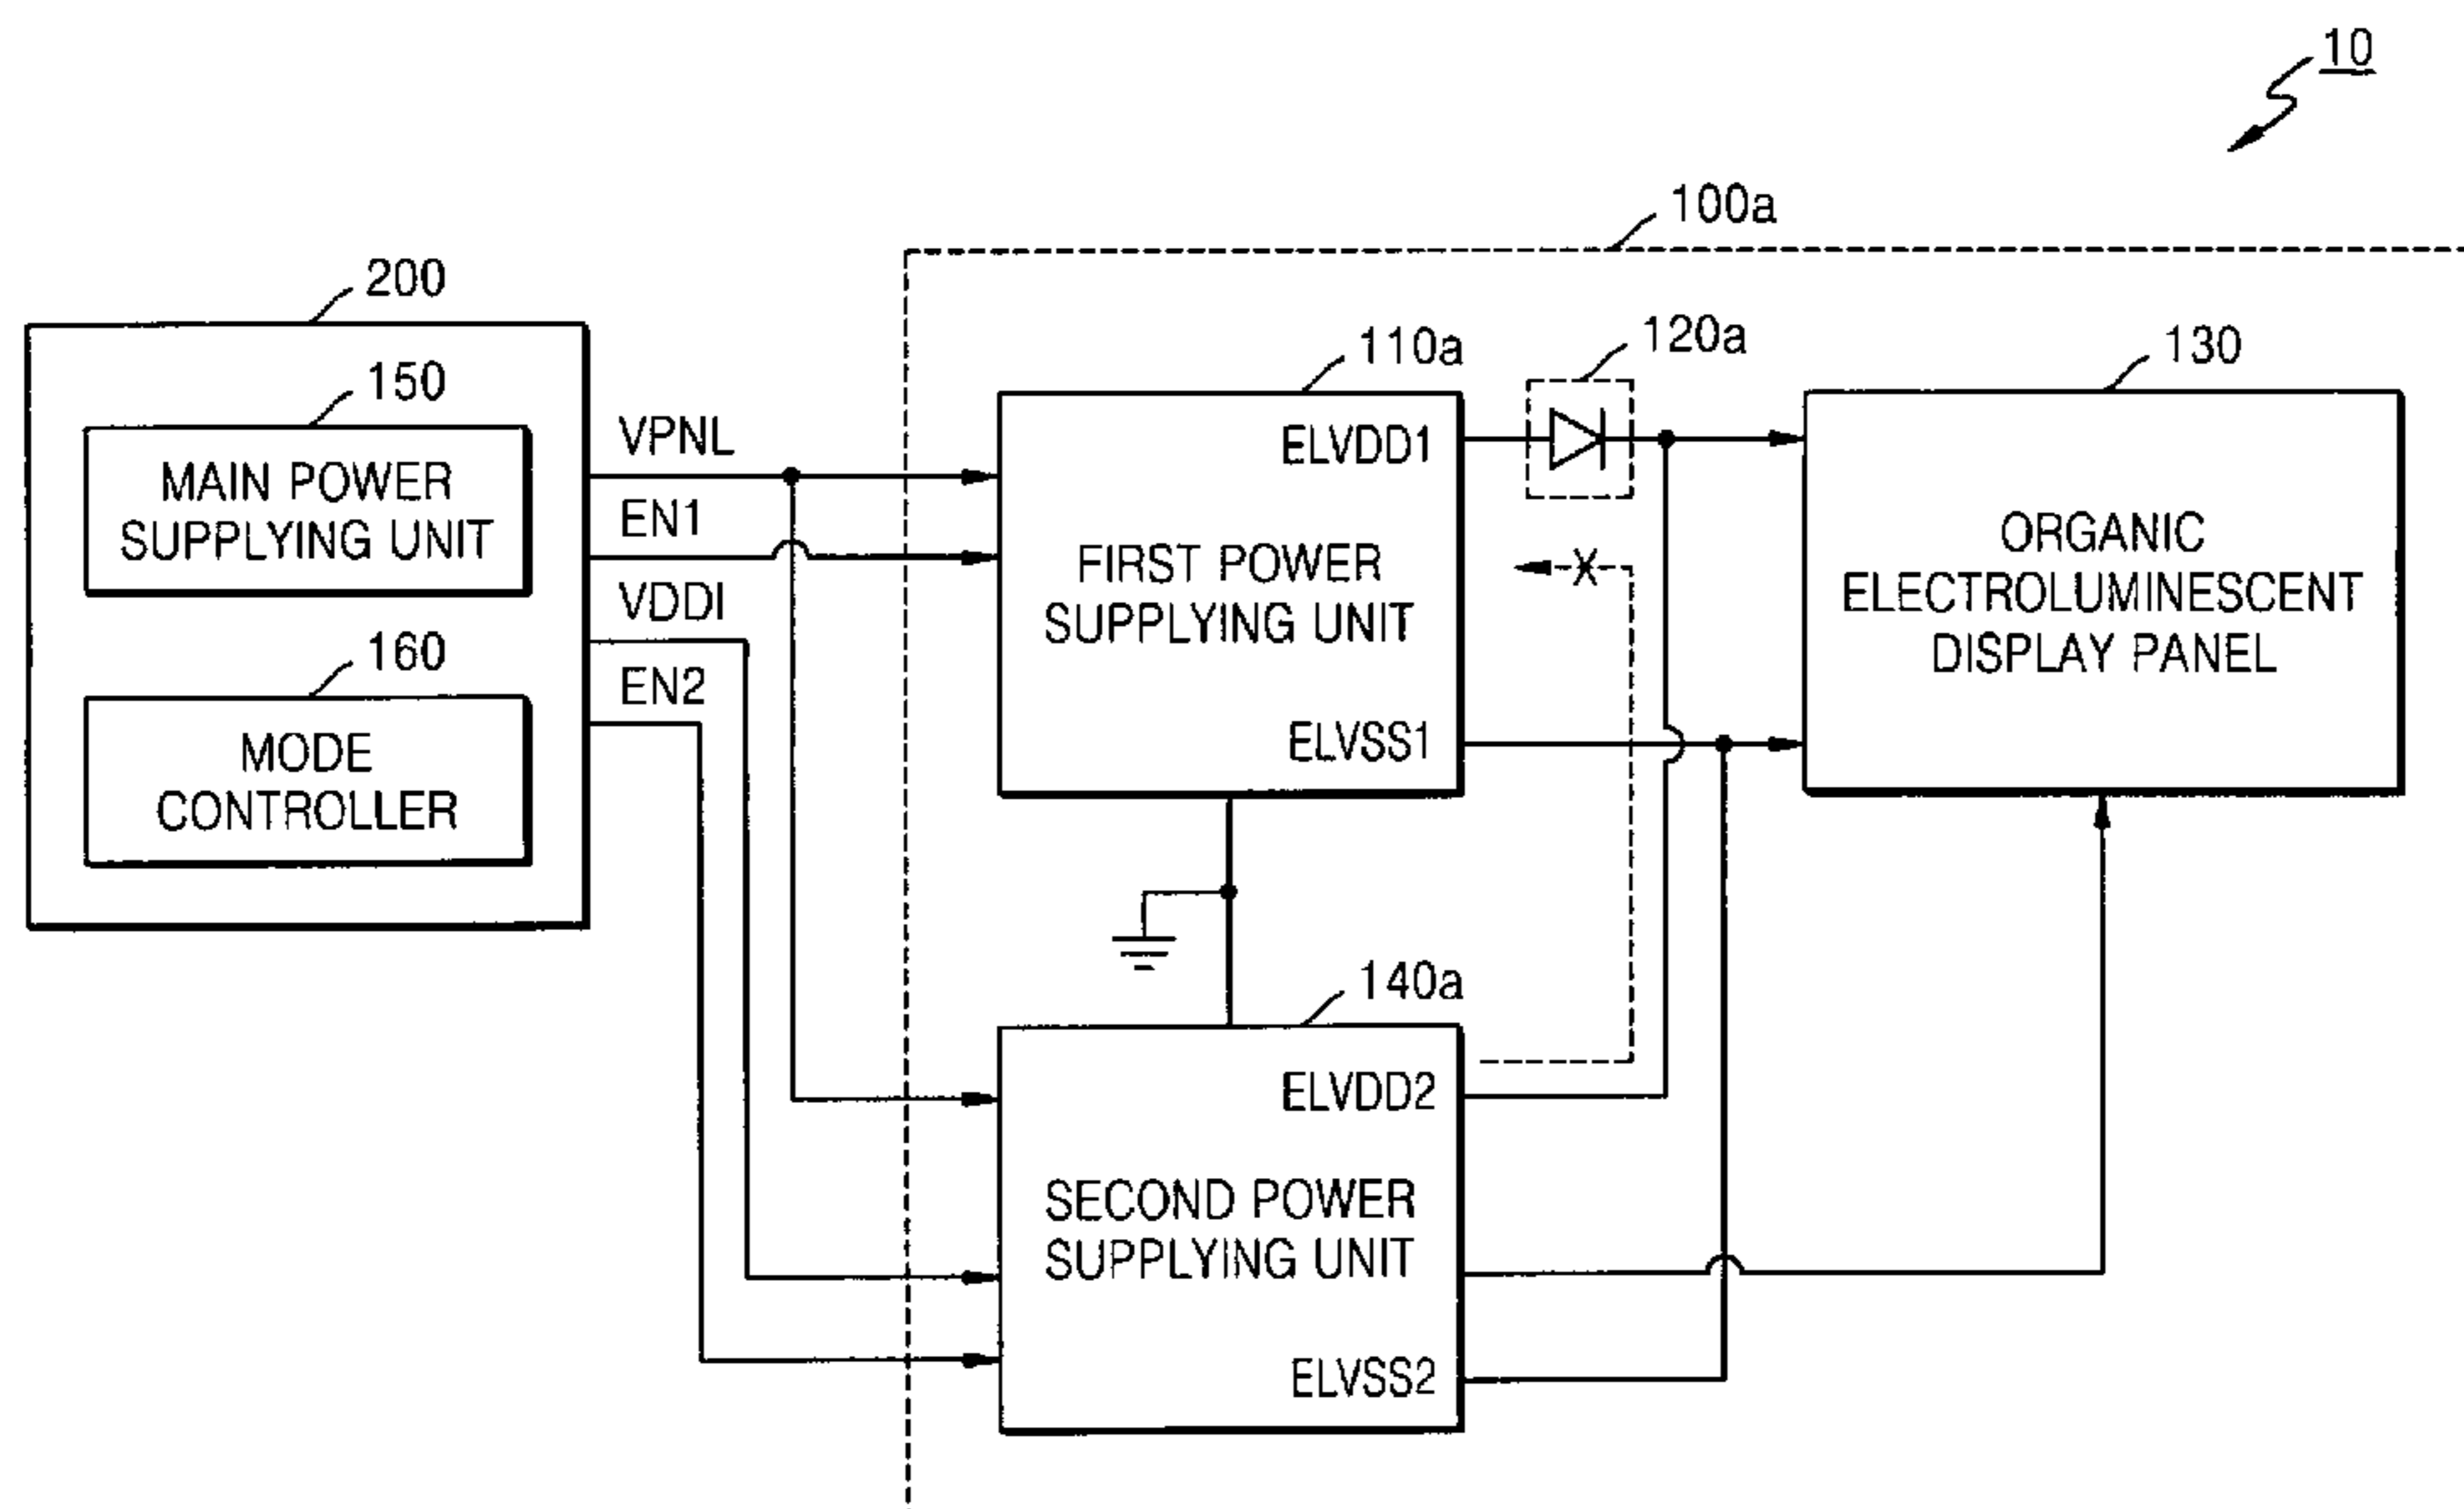 10
100a
200
110a
120a
130
150
MAIN POWER
SUPPLYING UNIT
VPNL
EN1
VDDI
EN2
160
MODE
CONTROLLER
ELVDD1
FIRST POWER
SUPPLYING UNIT
ELVSS1
X
ORGANIC
ELECTROLUMINESCENT
DISPLAY PANEL
140a
ELVDD2
SECOND POWER
SUPPLYING UNIT
ELVSS2